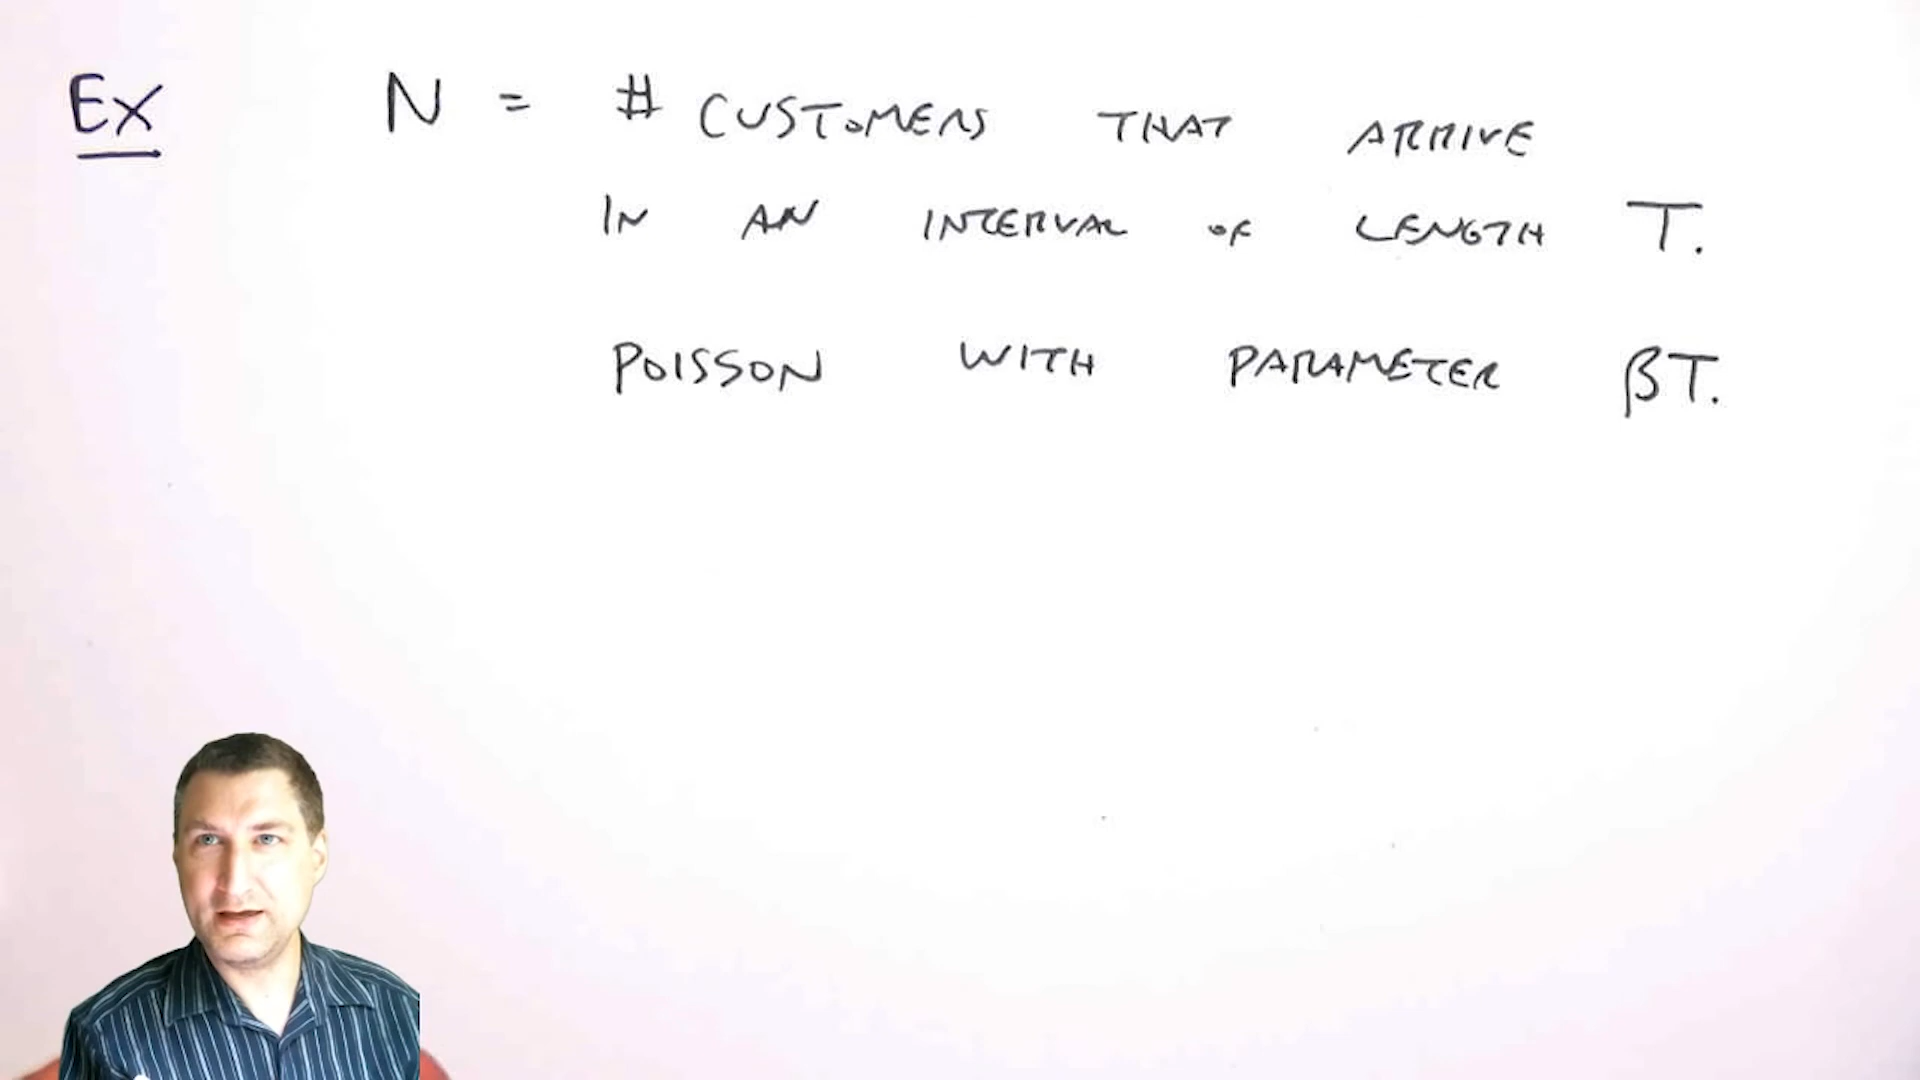 Ex N = # CUSTOMERS THAT ARRIVE
IN AN INTERVAL OF LENGTH T.
POISSON WITH PARAMETER βT.